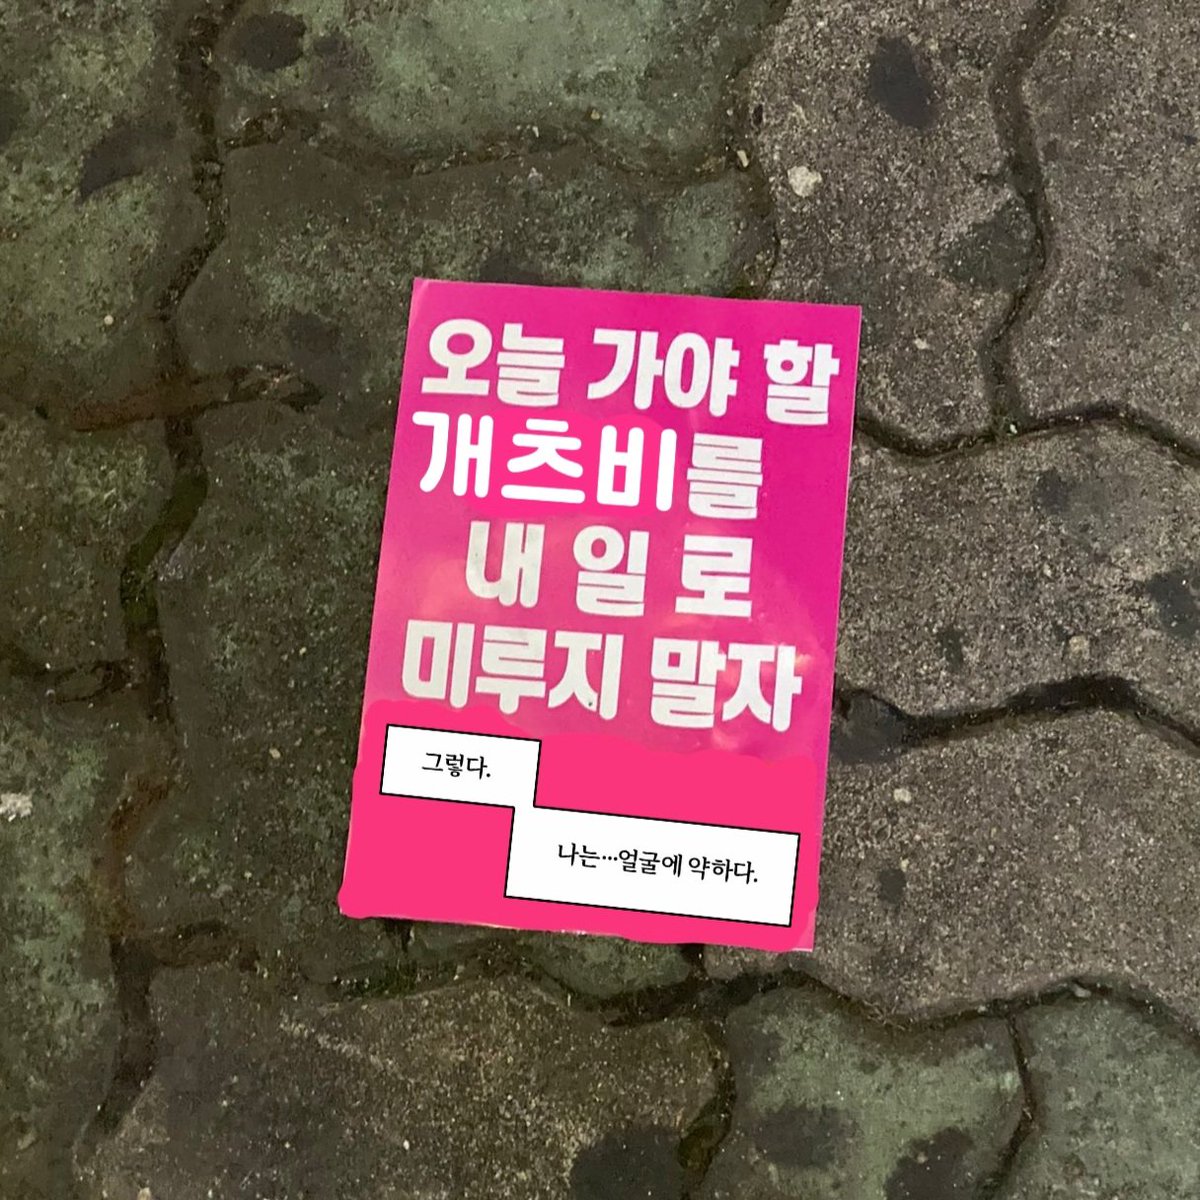 오늘 가야 할
개츠비를
내일로
미루지 말자
그렇다.
나는…얼굴에 약하다.